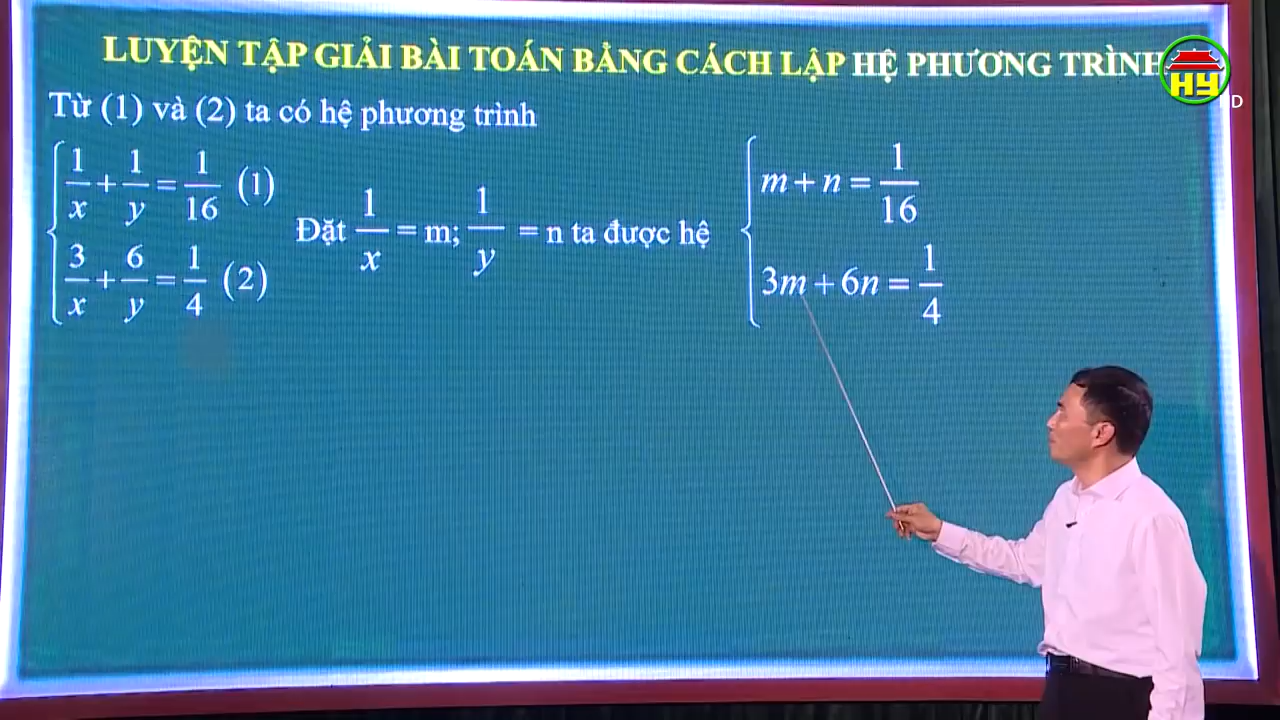 LUYỆN TẬP GIẢI BÀI TOÁN BẰNG CÁCH LẬP HỆ PHƯƠNG TRÌNH
HY
D
Từ (1) và (2) ta có hệ phương trình
1/x + 1/y = 1/16 (1)
3/x + 6/y = 1/4 (2)
Đặt 1/x = m; 1/y = n ta được hệ
m + n = 1/16
3m + 6n = 1/4